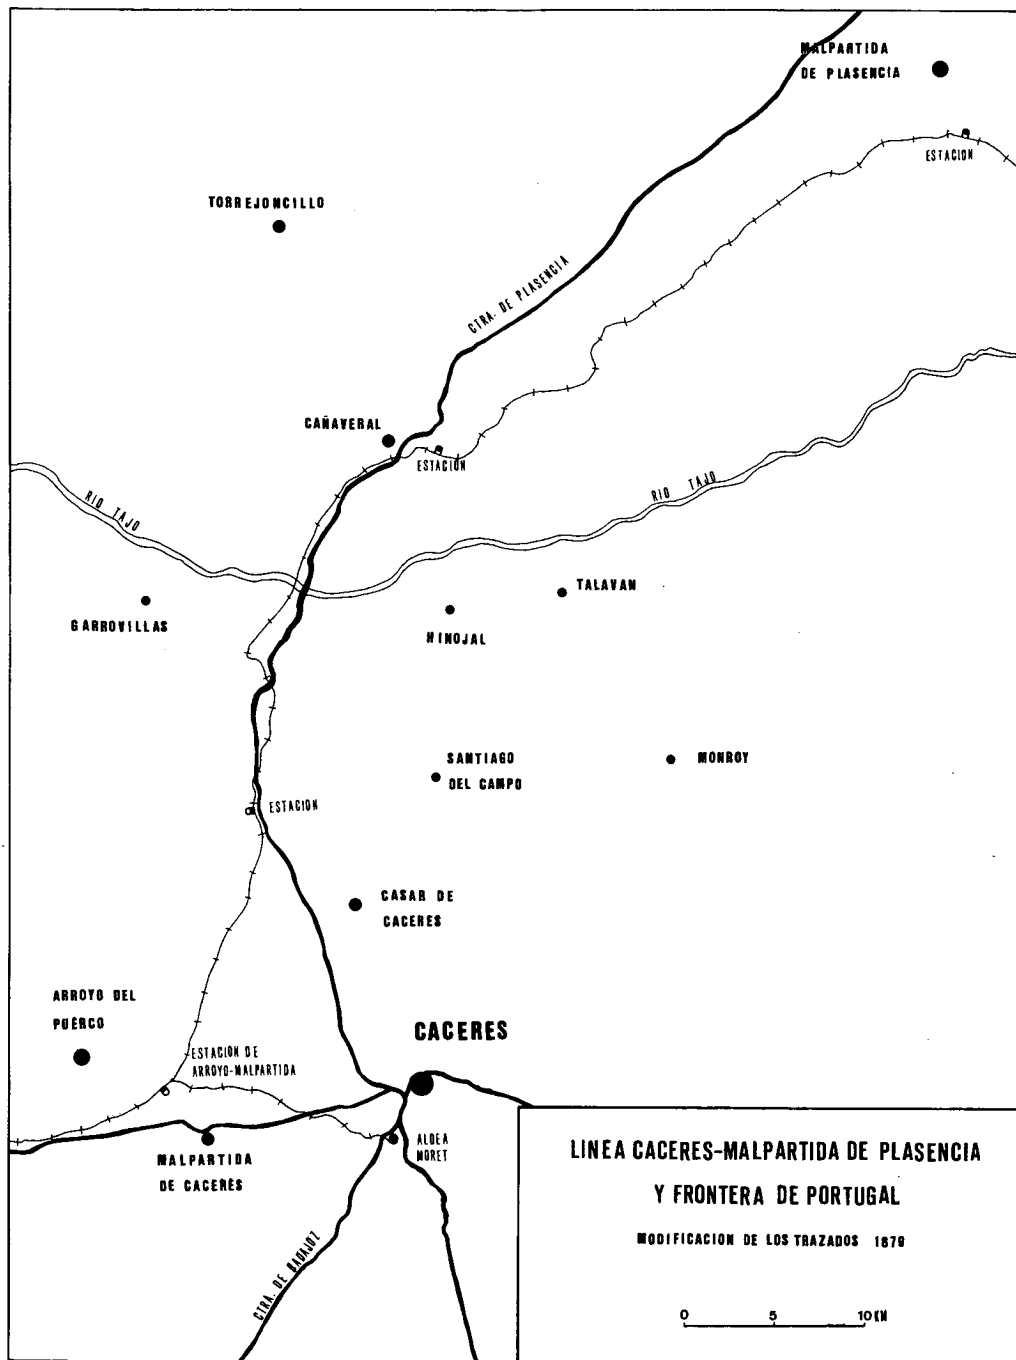 MALPARTIDA
DE PLASENCIA
ESTACION
TORREJONCILLO
CTRA. DE PLASENCIA
CAÑAVERAL
ESTACION
RIO TAJO
RIO TAJO
TALAVAN
GARROVILLAS
HINOJAL
SANTIAGO
DEL CAMPO
MONROY
ESTACION
CASAR DE
CACERES
ARROYO DEL
PUERCO
CACERES
ESTACION DE
ARROYO-MALPARTIDA
ALDEA
MORET
MALPARTIDA
DE CACERES
CTRA. DE BADAJOZ
LINEA CACERES-MALPARTIDA DE PLASENCIA
Y FRONTERA DE PORTUGAL
MODIFICACION DE LOS TRAZADOS 1879
0 5 10 KM